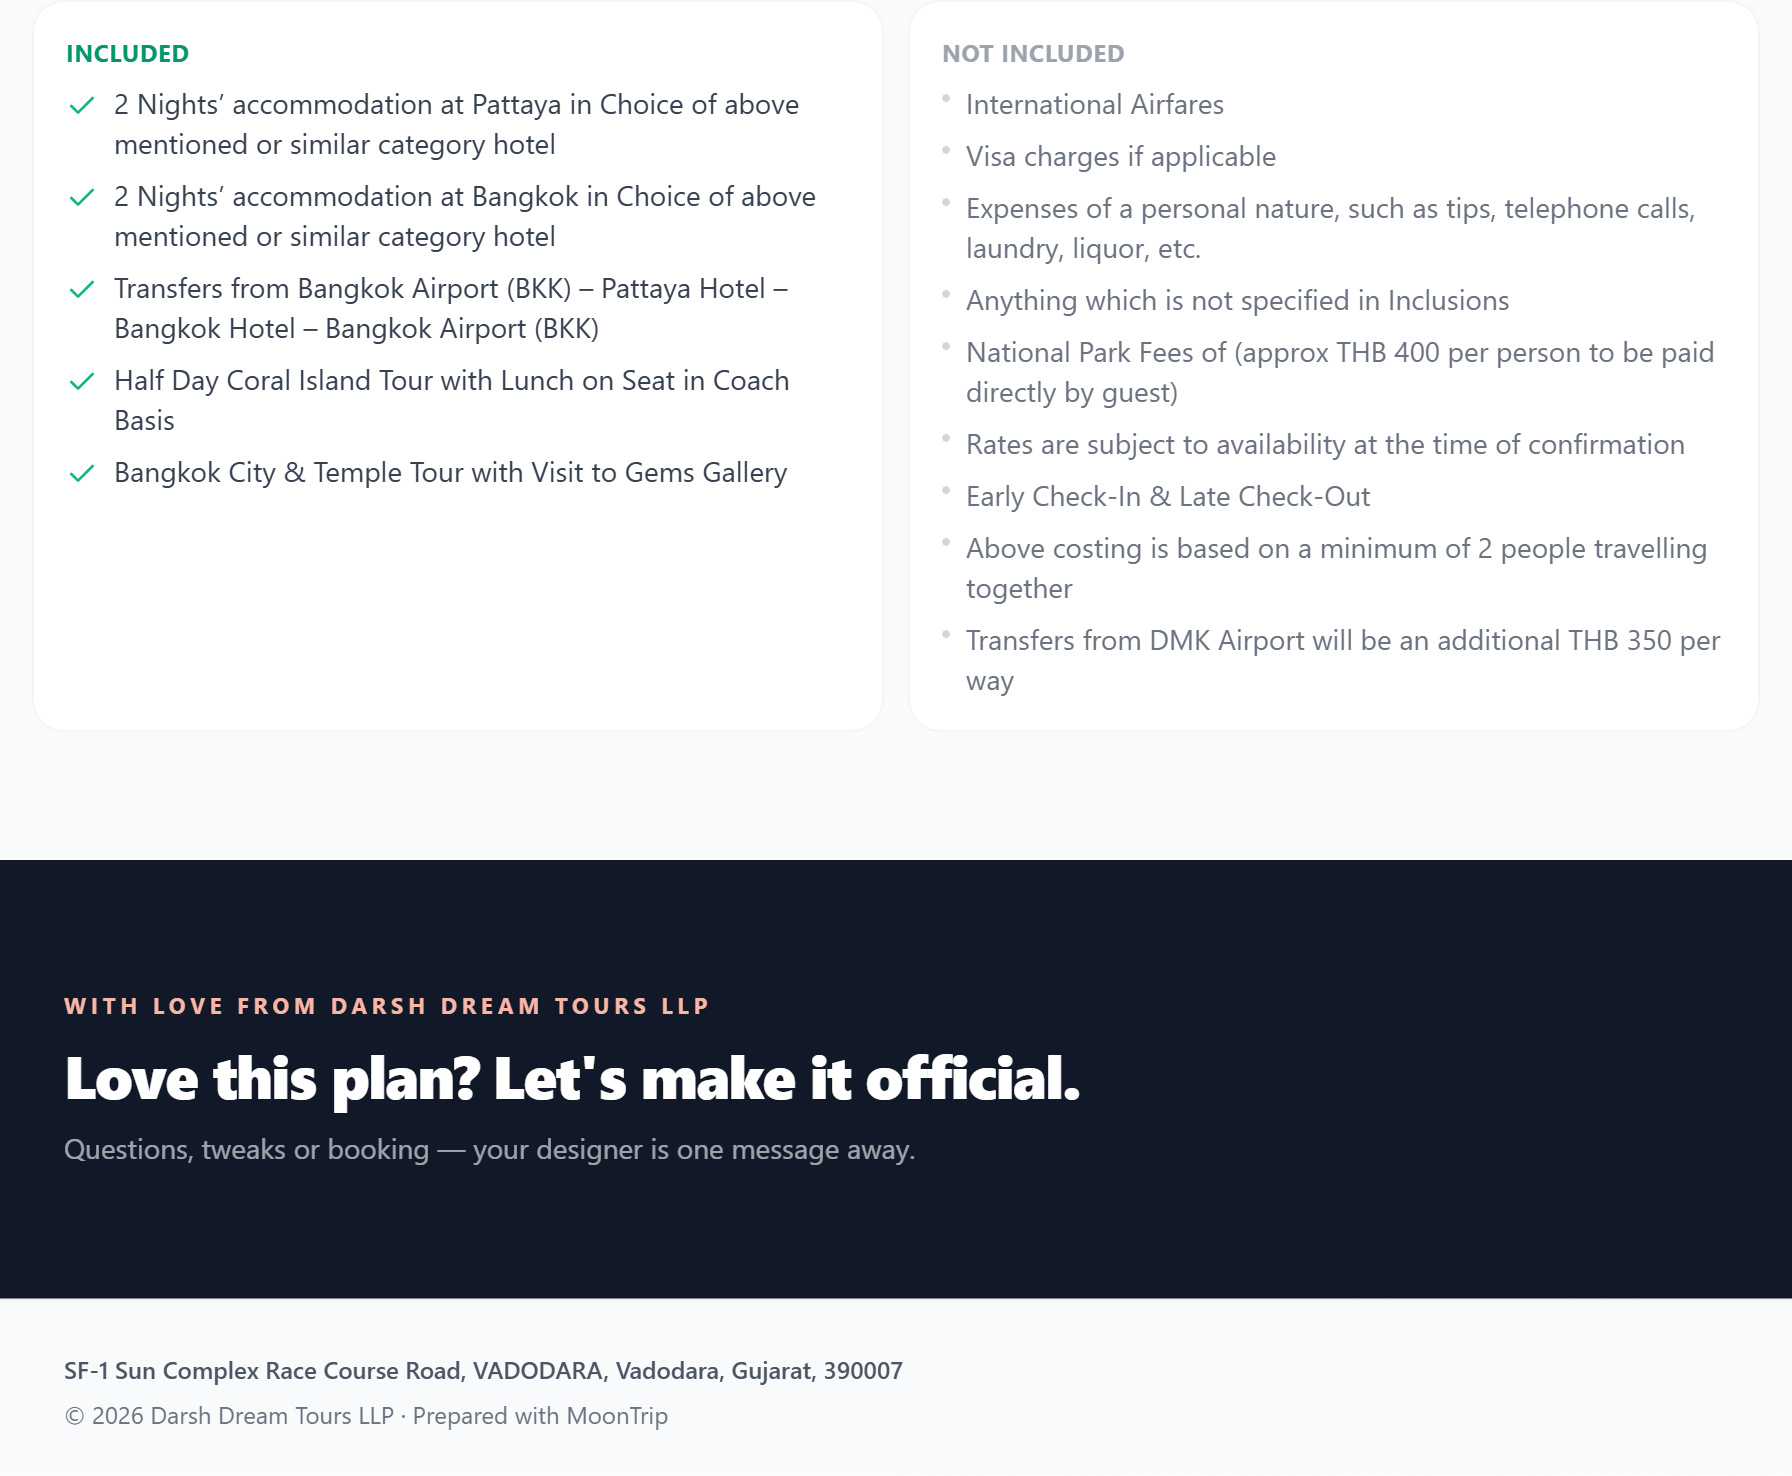 INCLUDED
2 Nights’ accommodation at Pattaya in Choice of above
mentioned or similar category hotel
2 Nights’ accommodation at Bangkok in Choice of above
mentioned or similar category hotel
Transfers from Bangkok Airport (BKK) – Pattaya Hotel –
Bangkok Hotel – Bangkok Airport (BKK)
Half Day Coral Island Tour with Lunch on Seat in Coach
Basis
Bangkok City & Temple Tour with Visit to Gems Gallery
NOT INCLUDED
International Airfares
Visa charges if applicable
Expenses of a personal nature, such as tips, telephone calls,
laundry, liquor, etc.
Anything which is not specified in Inclusions
National Park Fees of (approx THB 400 per person to be paid
directly by guest)
Rates are subject to availability at the time of confirmation
Early Check-In & Late Check-Out
Above costing is based on a minimum of 2 people travelling
together
Transfers from DMK Airport will be an additional THB 350 per
way
WITH LOVE FROM DARSH DREAM TOURS LLP
Love this plan? Let's make it official.
Questions, tweaks or booking — your designer is one message away.
SF-1 Sun Complex Race Course Road, VADODARA, Vadodara, Gujarat, 390007
© 2026 Darsh Dream Tours LLP · Prepared with MoonTrip